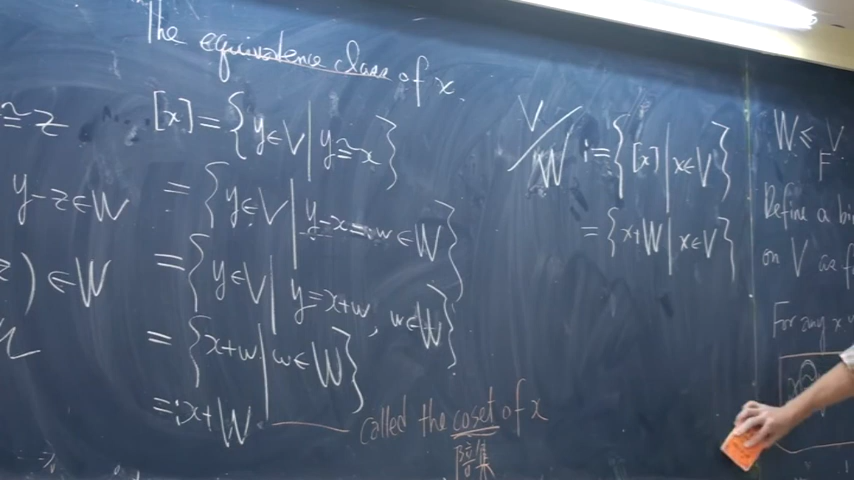 The equivalence class of x.
≅ z
[x] = { y ∈ V | y ≅ x }
y - z ∈ W
= { y ∈ V | y - x = w ∈ W }
) ∈ W
= { y ∈ V | y = x + w, w ∈ W }
= { x + w | w ∈ W }
=: x + W
called the coset of x
陪集
V / W := { [x] | x ∈ V }
= { x + W | x ∈ V }
W ≤ V
F
Define a bi
on V as f
For any x